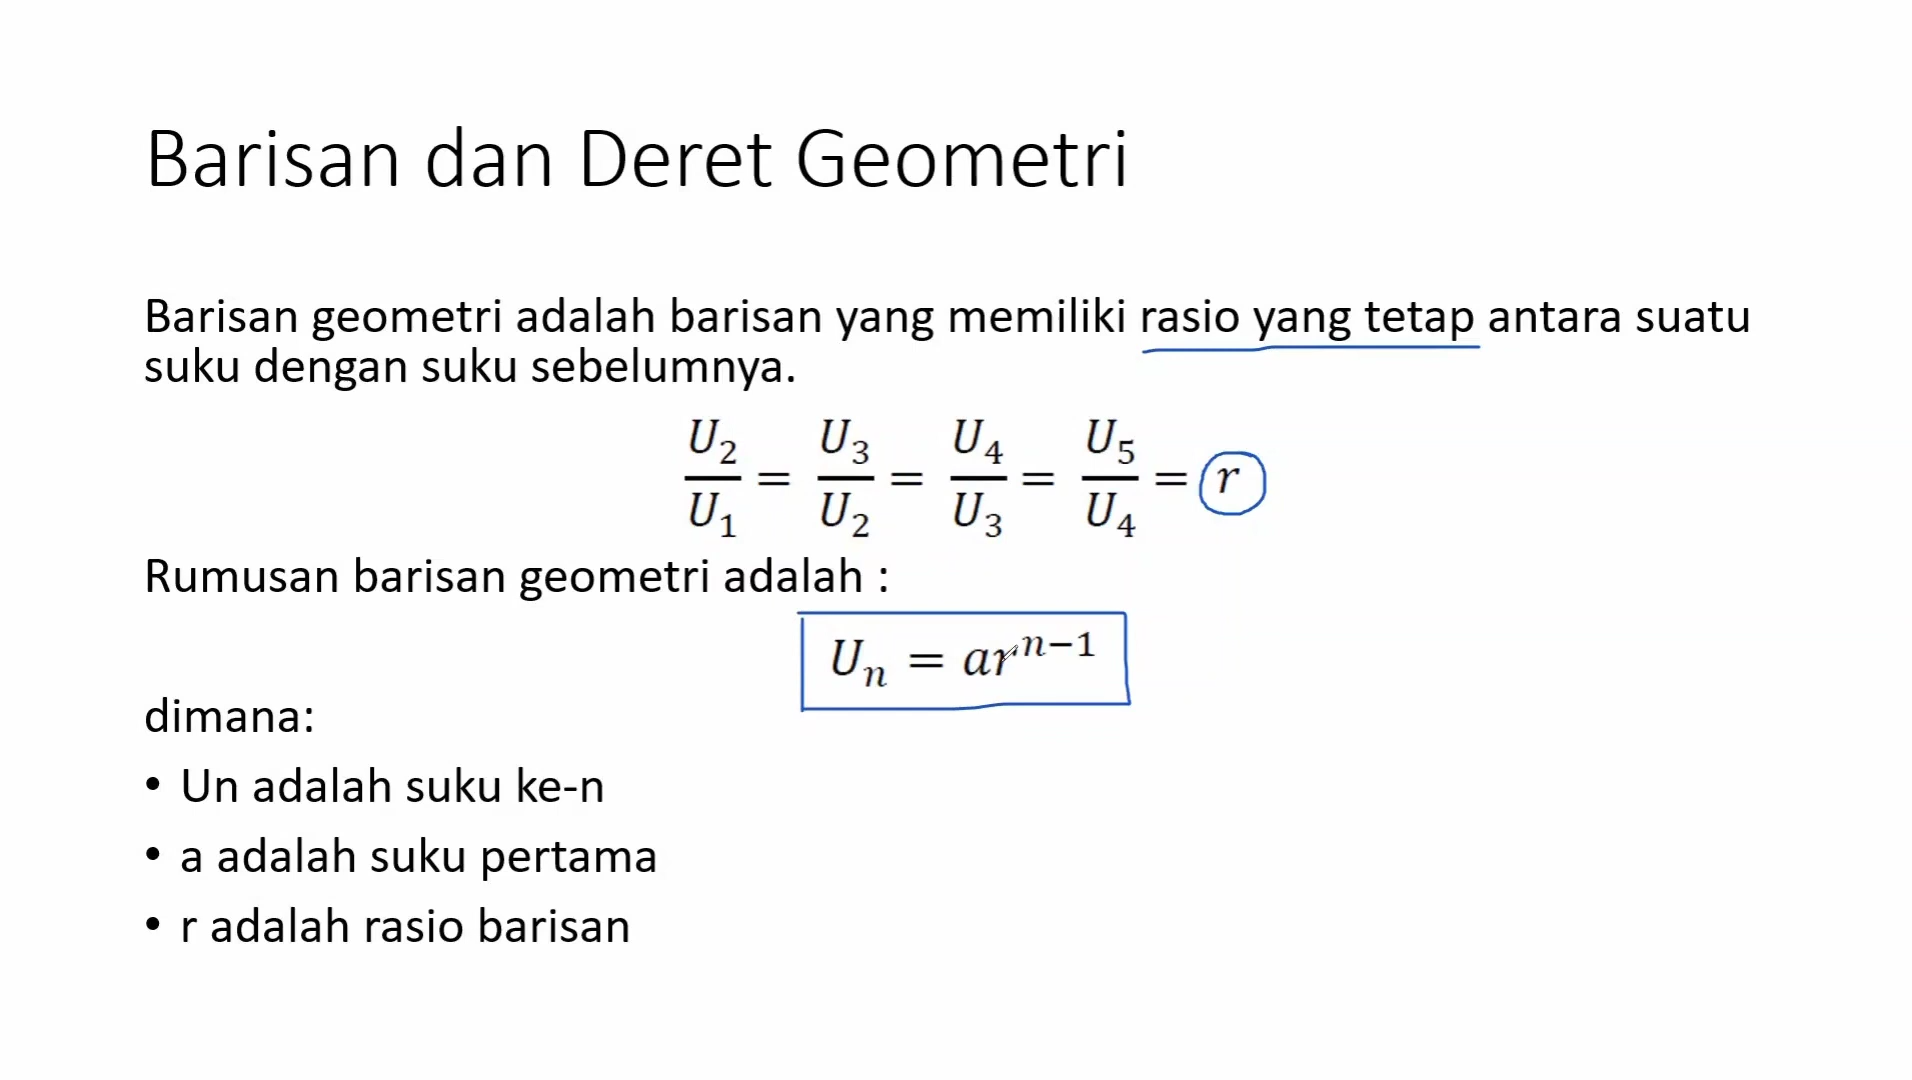 Barisan dan Deret Geometri
Barisan geometri adalah barisan yang memiliki rasio yang tetap antara suatu
suku dengan suku sebelumnya.
U₂/U₁ = U₃/U₂ = U₄/U₃ = U₅/U₄ = r
Rumusan barisan geometri adalah :
Uₙ = arⁿ⁻¹
dimana:
• Un adalah suku ke-n
• a adalah suku pertama
• r adalah rasio barisan